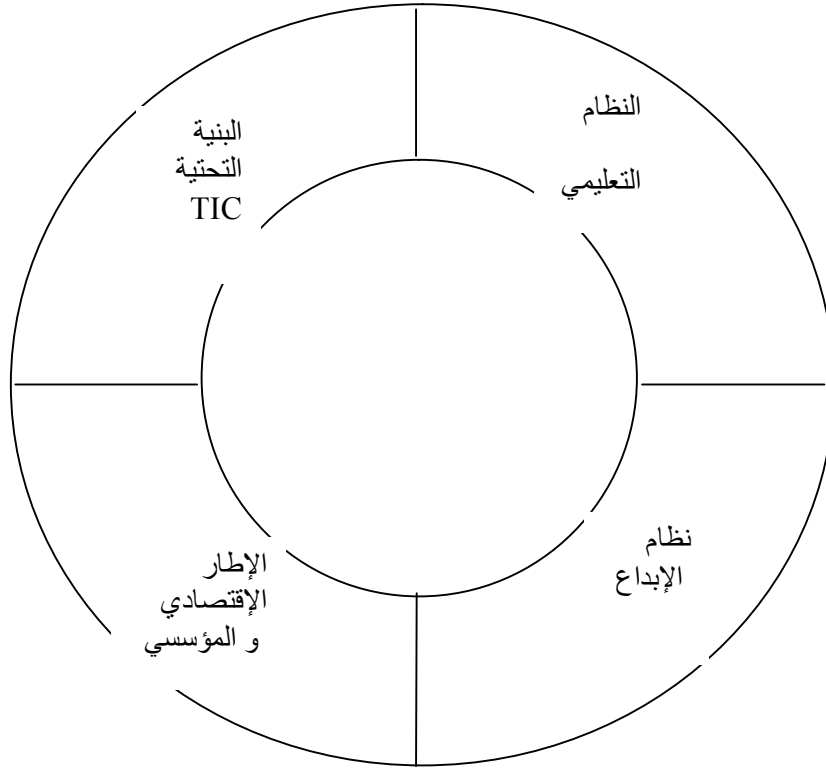 النظام
التعليمي
البنية
التحتية
TIC
نظام
الإبداع
الإطار
الإقتصادي
و المؤسسي